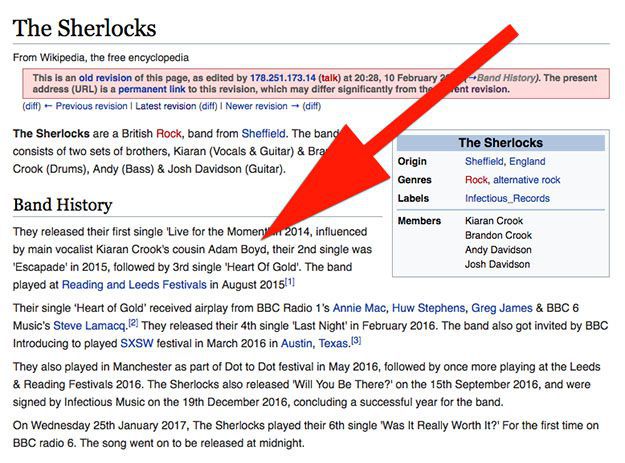 The Sherlocks
From Wikipedia, the free encyclopedia
This is an old revision of this page, as edited by 178.251.173.14 (talk) at 20:28, 10 February (→Band History). The present
address (URL) is a permanent link to this revision, which may differ significantly from the revision.
(diff) ← Previous revision | Latest revision (diff) | Newer revision → (diff)
The Sherlocks are a British Rock, band from Sheffield. The band
consists of two sets of brothers, Kiaran (Vocals & Guitar) &
Crook (Drums), Andy (Bass) & Josh Davidson (Guitar).
The Sherlocks
Origin Sheffield, England
Genres Rock, alternative rock
Labels Infectious_Records
Members Kiaran Crook
Brandon Crook
Andy Davidson
Josh Davidson
Band History
They released their first single 'Live for the Moment' in 2014, influenced
by main vocalist Kiaran Crook's cousin Adam Boyd, their 2nd single was
'Escapade' in 2015, followed by 3rd single 'Heart Of Gold'. The band
played at Reading and Leeds Festivals in August 2015[1]
Their single 'Heart of Gold' received airplay from BBC Radio 1's Annie Mac, Huw Stephens, Greg James & BBC 6
Music's Steve Lamacq.[2] They released their 4th single 'Last Night' in February 2016. The band also got invited by BBC
Introducing to played SXSW festival in March 2016 in Austin, Texas.[3]
They also played in Manchester as part of Dot to Dot festival in May 2016, followed by once more playing at the Leeds
& Reading Festivals 2016. The Sherlocks also released 'Will You Be There?' on the 15th September 2016, and were
signed by Infectious Music on the 19th December 2016, concluding a successful year for the band.
On Wednesday 25th January 2017, The Sherlocks played their 6th single 'Was It Really Worth It?' For the first time on
BBC radio 6. The song went on to be released at midnight.